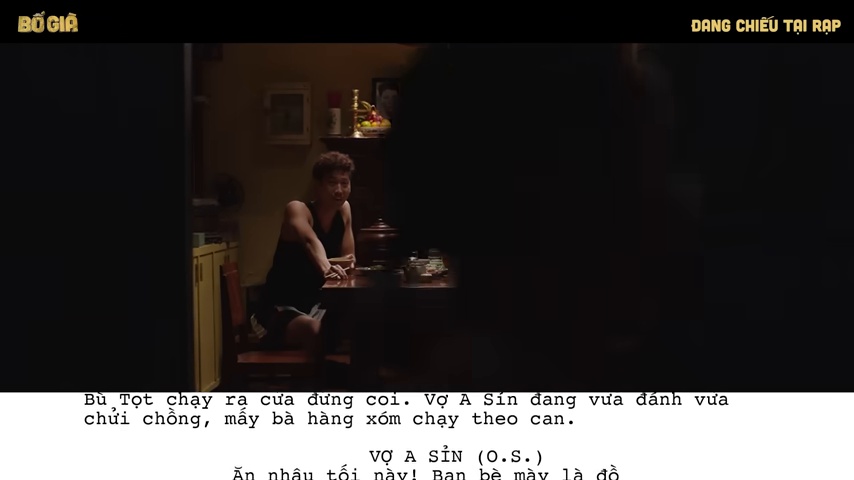 BỐ GIÀ
ĐANG CHIẾU TẠI RẠP
Bù Tọt chạy ra cửa đứng coi. Vợ A Sỉn đang vừa đánh vừa
chửi chồng, mấy bà hàng xóm chạy theo can.
VỢ A SỈN (O.S.)
Ăn nhậu tối này! Bạn bè mày là đồ